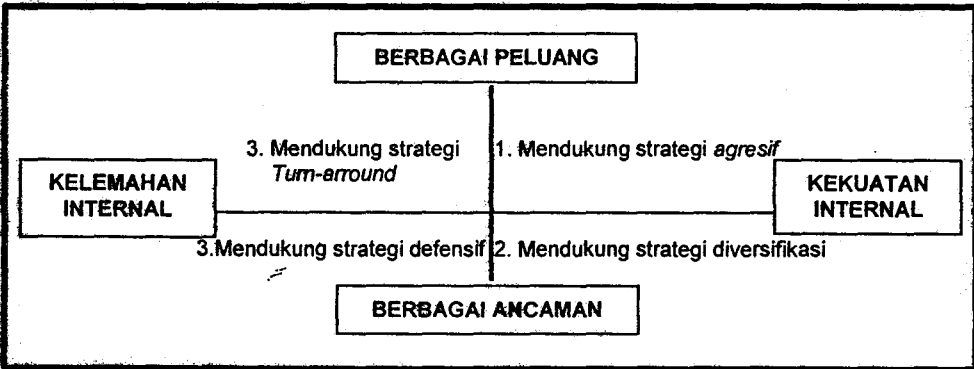 BERBAGAI PELUANG
3. Mendukung strategi
Turn-arround
1. Mendukung strategi agresif
KELEMAHAN
INTERNAL
KEKUATAN
INTERNAL
3.Mendukung strategi defensif
2. Mendukung strategi diversifikasi
BERBAGAI ANCAMAN